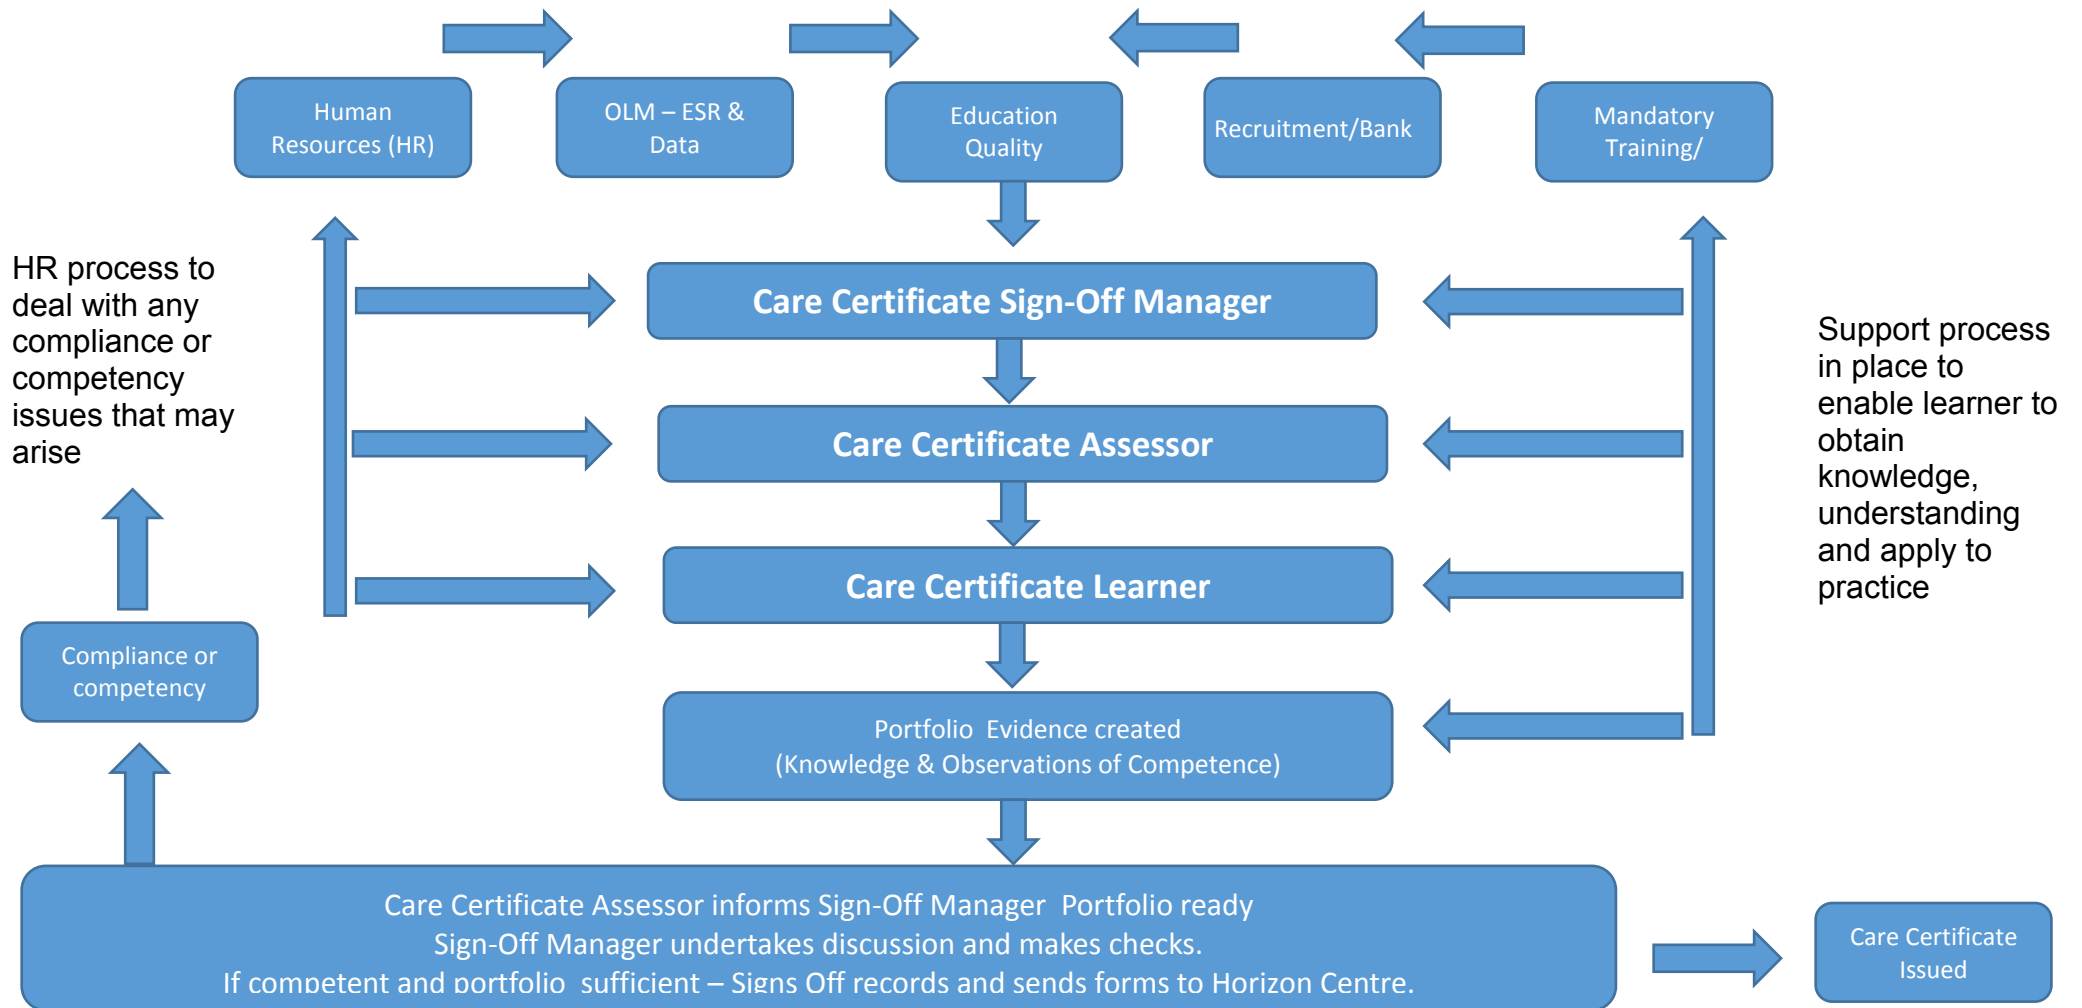 Human
Resources (HR)
OLM – ESR &
Data
Education
Quality
Recruitment/Bank
Mandatory
Training/
HR process to
deal with any
compliance or
competency
issues that may
arise
Care Certificate Sign-Off Manager
Care Certificate Assessor
Care Certificate Learner
Support process
in place to
enable learner to
obtain
knowledge,
understanding
and apply to
practice
Compliance or
competency
Portfolio Evidence created
(Knowledge & Observations of Competence)
Care Certificate Assessor informs Sign-Off Manager Portfolio ready
Sign-Off Manager undertakes discussion and makes checks.
If competent and portfolio sufficient – Signs Off records and sends forms to Horizon Centre.
Care Certificate
Issued